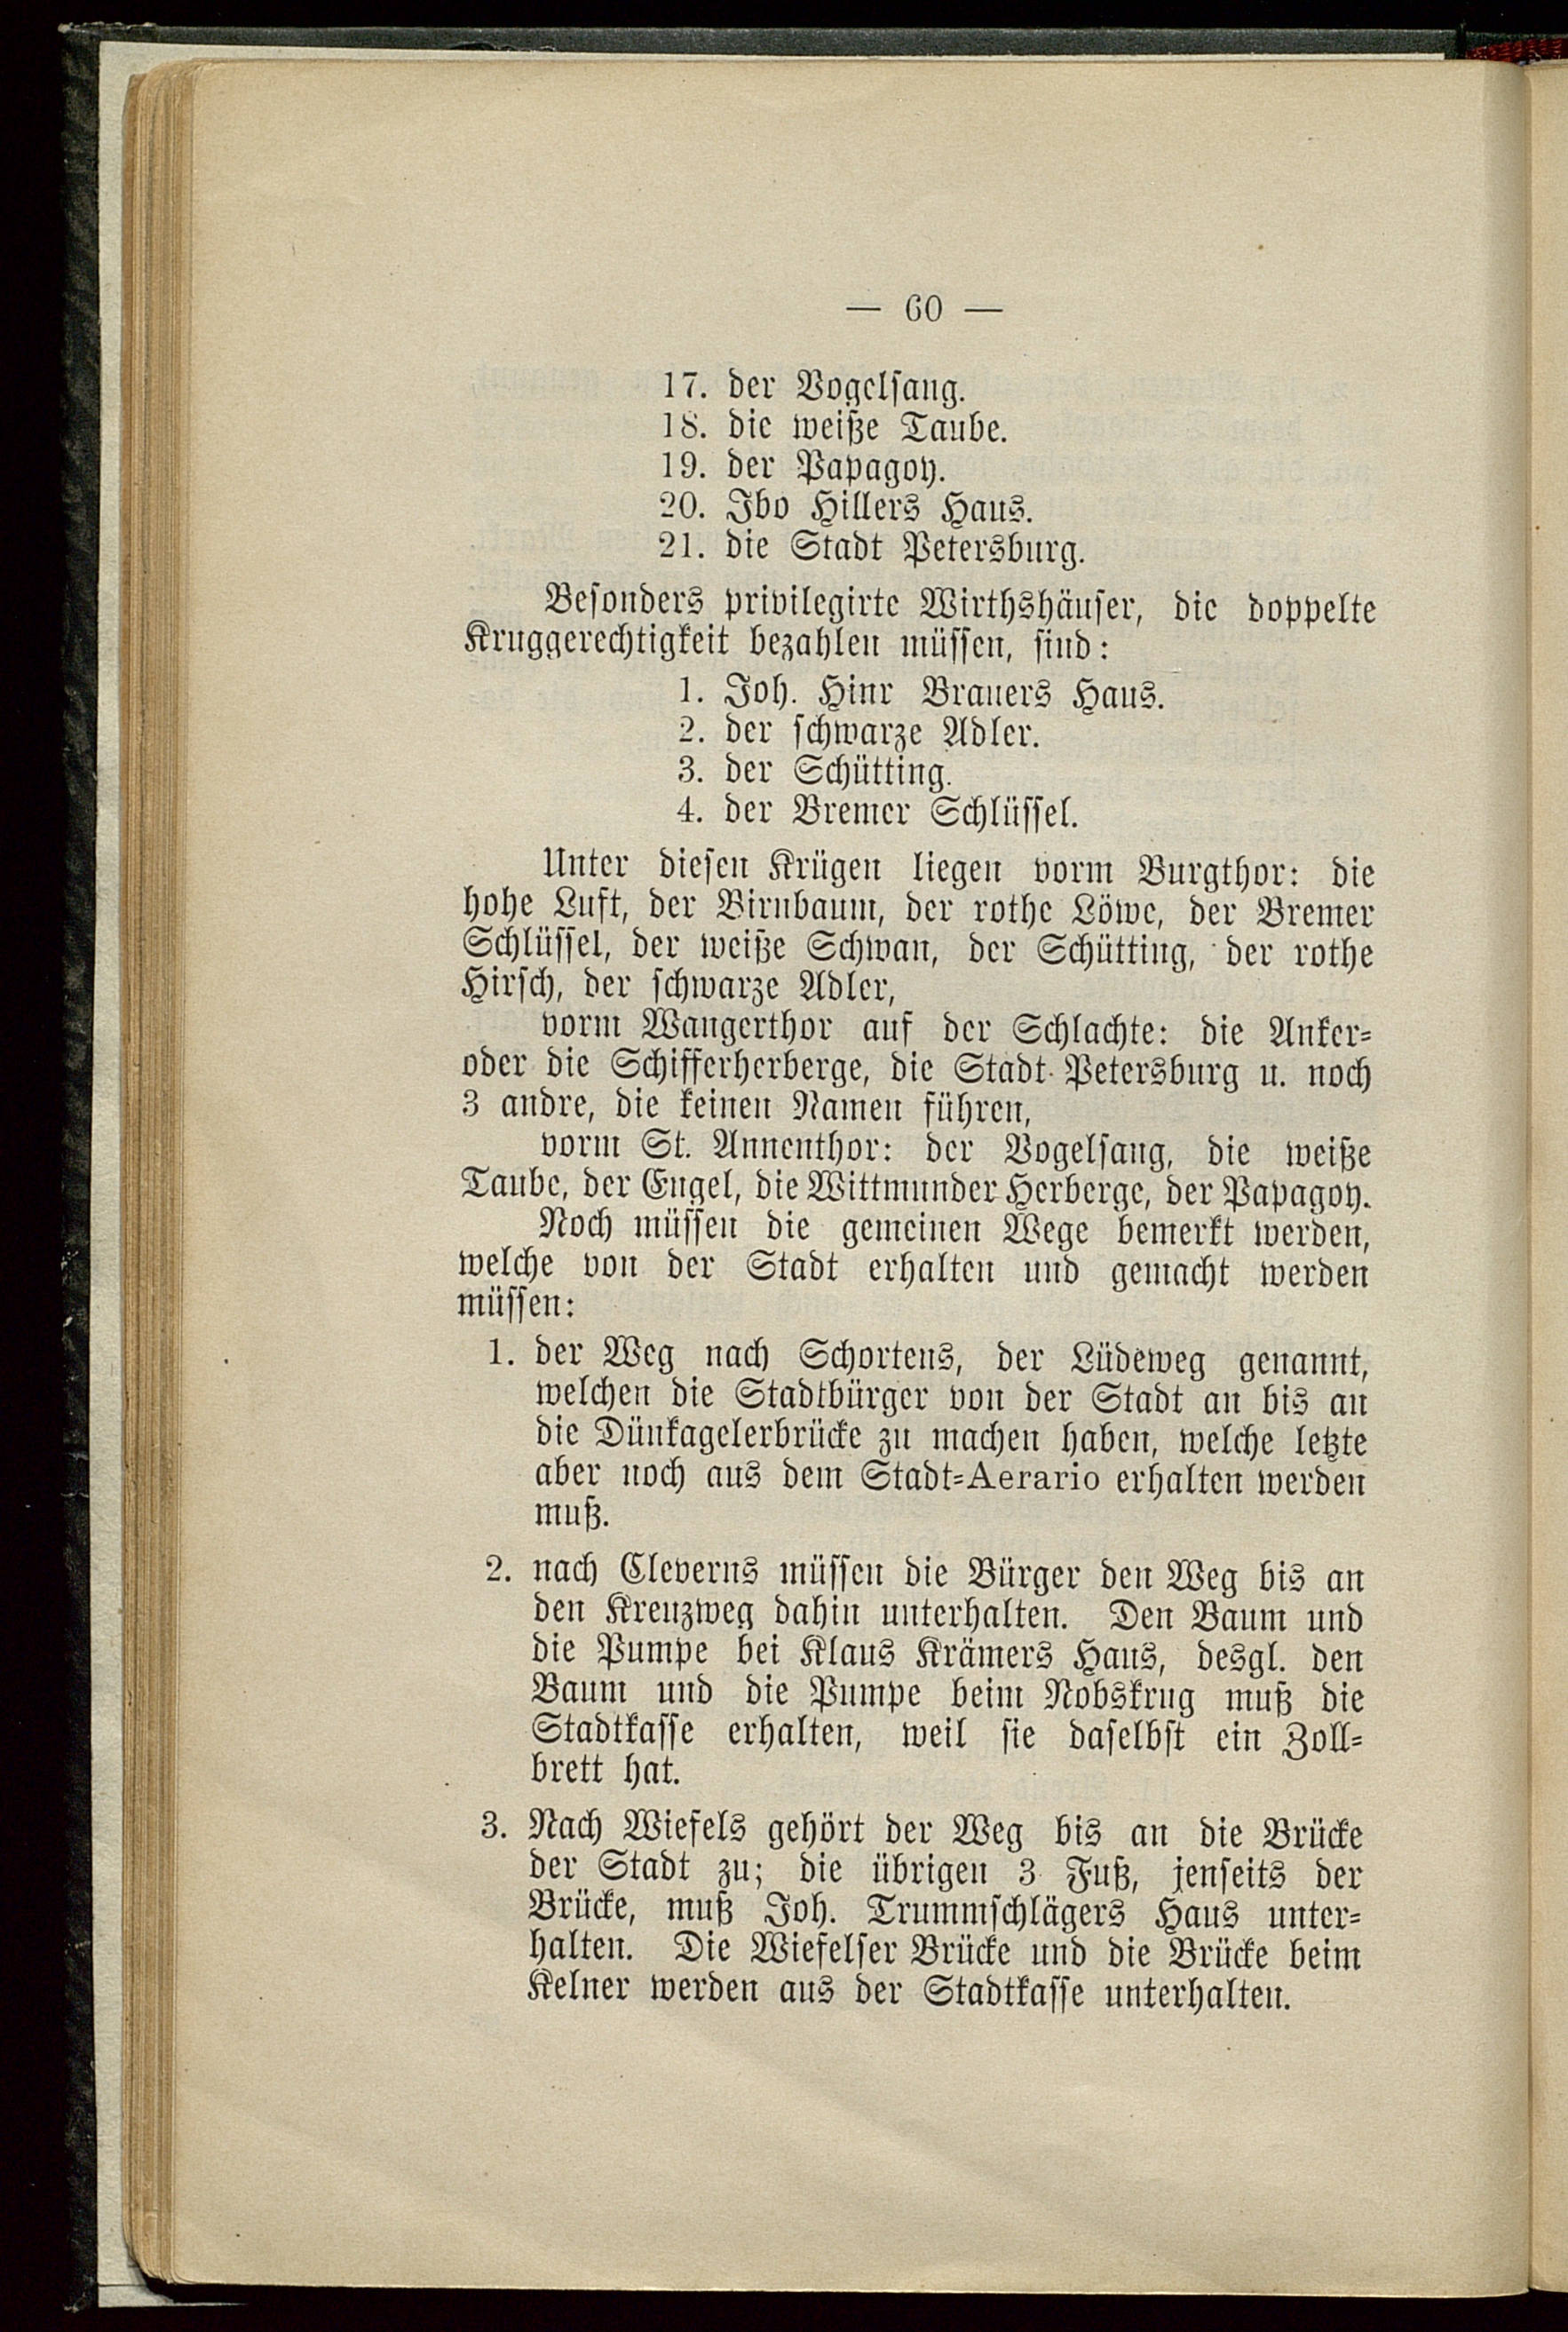 — 60 —
17. der Vogelsang.
18. die weiße Taube.
19. der Papagoy.
20. Ibo Hillers Haus.
21. die Stadt Petersburg.
Besonders privilegirte Wirthshäuser, die doppelte
Kruggerechtigkeit bezahlen müssen, sind:
1. Joh. Hinr Brauers Haus.
2. der schwarze Adler.
3. der Schütting.
4. der Bremer Schlüssel.
Unter diesen Krügen liegen vorm Burgthor: die
hohe Luft, der Birnbaum, der rothe Löwe, der Bremer
Schlüssel, der weiße Schwan, der Schütting, der rothe
Hirsch, der schwarze Adler,
vorm Wangerthor auf der Schlachte: die Anker-
oder die Schifferherberge, die Stadt Petersburg u. noch
3 andre, die keinen Namen führen,
vorm St. Annenthor: der Vogelsang, die weiße
Taube, der Engel, die Wittmunder Herberge, der Papagoy.
Noch müssen die gemeinen Wege bemerkt werden,
welche von der Stadt erhalten und gemacht werden
müssen:
1. der Weg nach Schortens, der Lüdeweg genannt,
welchen die Stadtbürger von der Stadt an bis an
die Dünkagelerbrücke zu machen haben, welche letzte
aber noch aus dem Stadt-Aerario erhalten werden
muß.
2. nach Cleverns müssen die Bürger den Weg bis an
den Kreuzweg dahin unterhalten. Den Baum und
die Pumpe bei Klaus Krämers Haus, desgl. den
Baum und die Pumpe beim Nobskrug muß die
Stadtkasse erhalten, weil sie daselbst ein Zoll-
brett hat.
3. Nach Wiefels gehört der Weg bis an die Brücke
der Stadt zu; die übrigen 3 Fuß, jenseits der
Brücke, muß Joh. Trummschlägers Haus unter-
halten. Die Wiefelser Brücke und die Brücke beim
Kelner werden aus der Stadtkasse unterhalten.